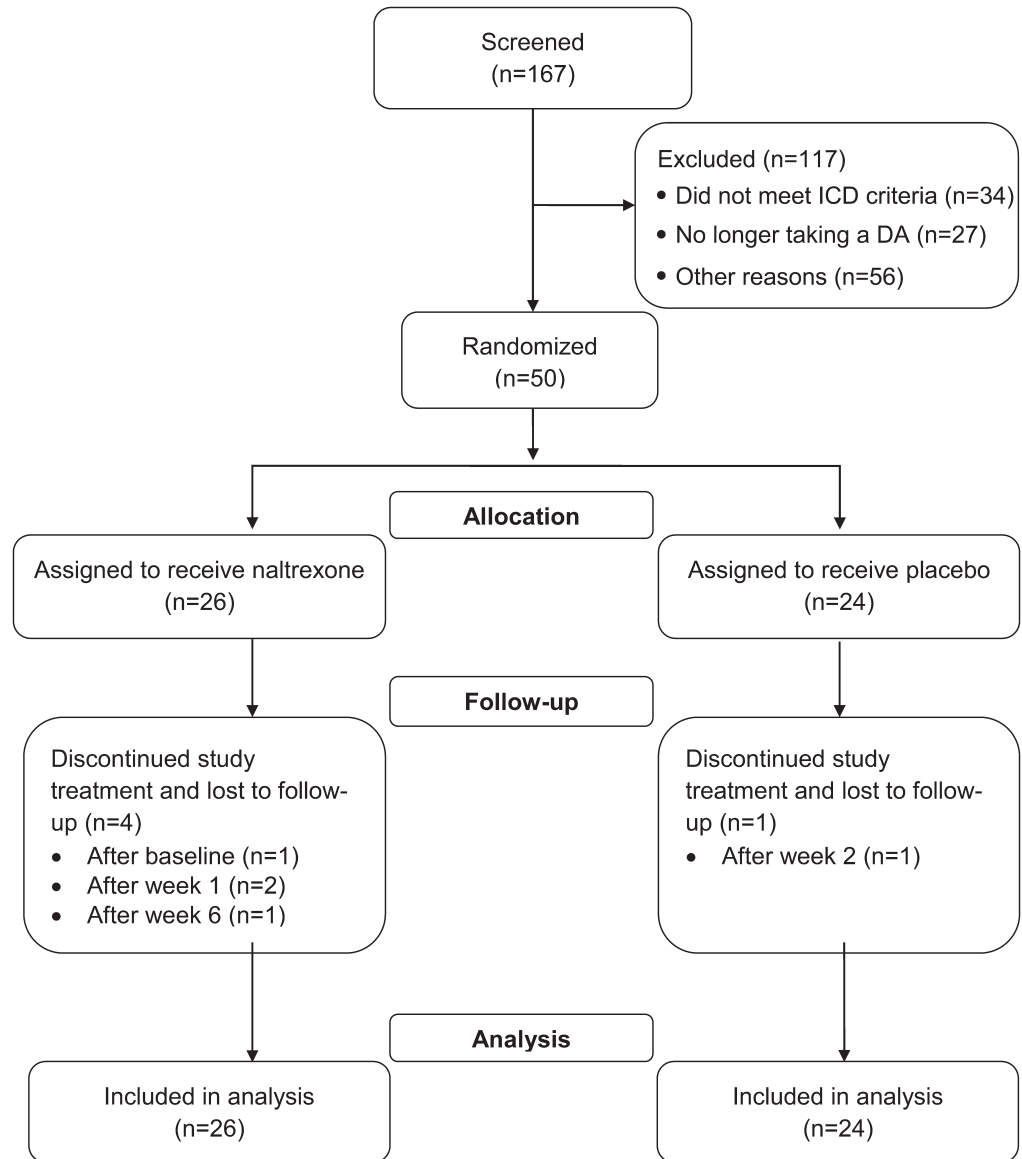 Screened
(n=167)
Excluded (n=117)
• Did not meet ICD criteria (n=34)
• No longer taking a DA (n=27)
• Other reasons (n=56)
Randomized
(n=50)
Allocation
Assigned to receive naltrexone
(n=26)
Assigned to receive placebo
(n=24)
Follow-up
Discontinued study
treatment and lost to follow-
up (n=4)
• After baseline (n=1)
• After week 1 (n=2)
• After week 6 (n=1)
Discontinued study
treatment and lost to follow-
up (n=1)
• After week 2 (n=1)
Analysis
Included in analysis
(n=26)
Included in analysis
(n=24)